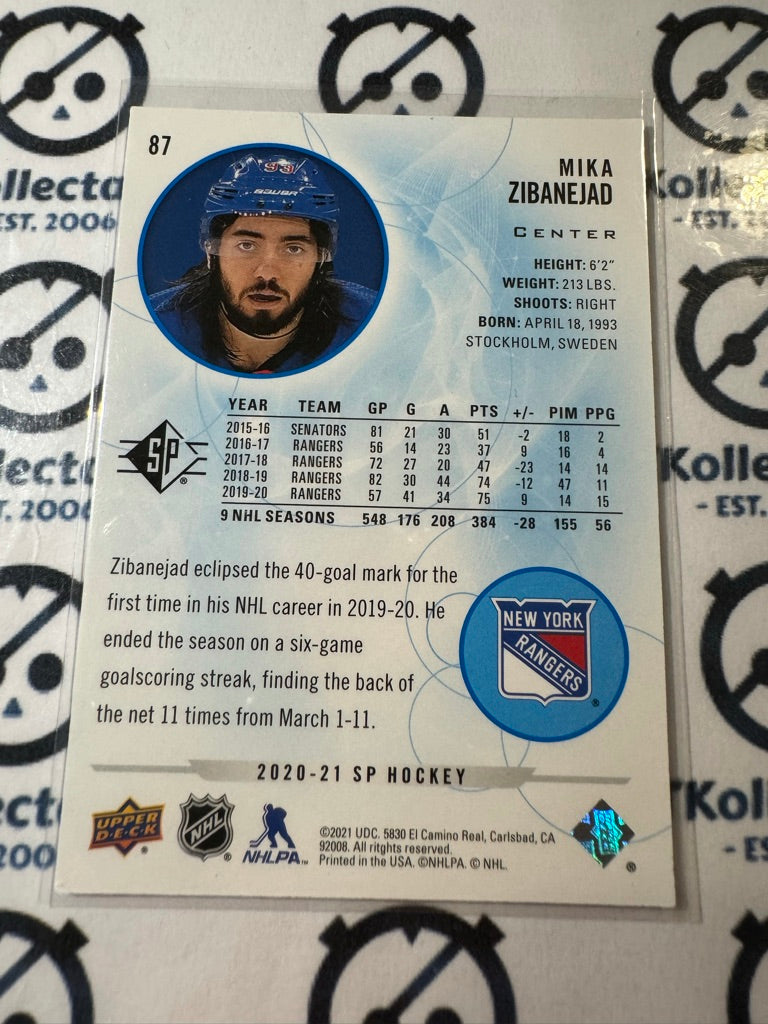 Kollecta
EST. 2006
Kolle
- EST.
87
93
BAUER
MIKA
ZIBANEJAD
CENTER
HEIGHT: 6'2"
WEIGHT: 213 LBS.
SHOOTS: RIGHT
BORN: APRIL 18, 1993
STOCKHOLM, SWEDEN
SP
YEAR TEAM GP G A PTS +/- PIM PPG
2015-16 SENATORS 81 21 30 51 -2 18 2
2016-17 RANGERS 56 14 23 37 9 16 4
2017-18 RANGERS 72 27 20 47 -23 14 14
2018-19 RANGERS 82 30 44 74 -12 47 11
2019-20 RANGERS 57 41 34 75 9 14 15
9 NHL SEASONS 548 176 208 384 -28 155 56
Zibanejad eclipsed the 40-goal mark for the
first time in his NHL career in 2019-20. He
ended the season on a six-game
goalscoring streak, finding the back of
the net 11 times from March 1-11.
NEW YORK
RANGERS
2020-21 SP HOCKEY
UPPER
D·E·C·K
NHL
NHLPA™
©2021 UDC. 5830 El Camino Real, Carlsbad, CA
92008. All rights reserved.
Printed in the USA. ©NHLPA. © NHL.